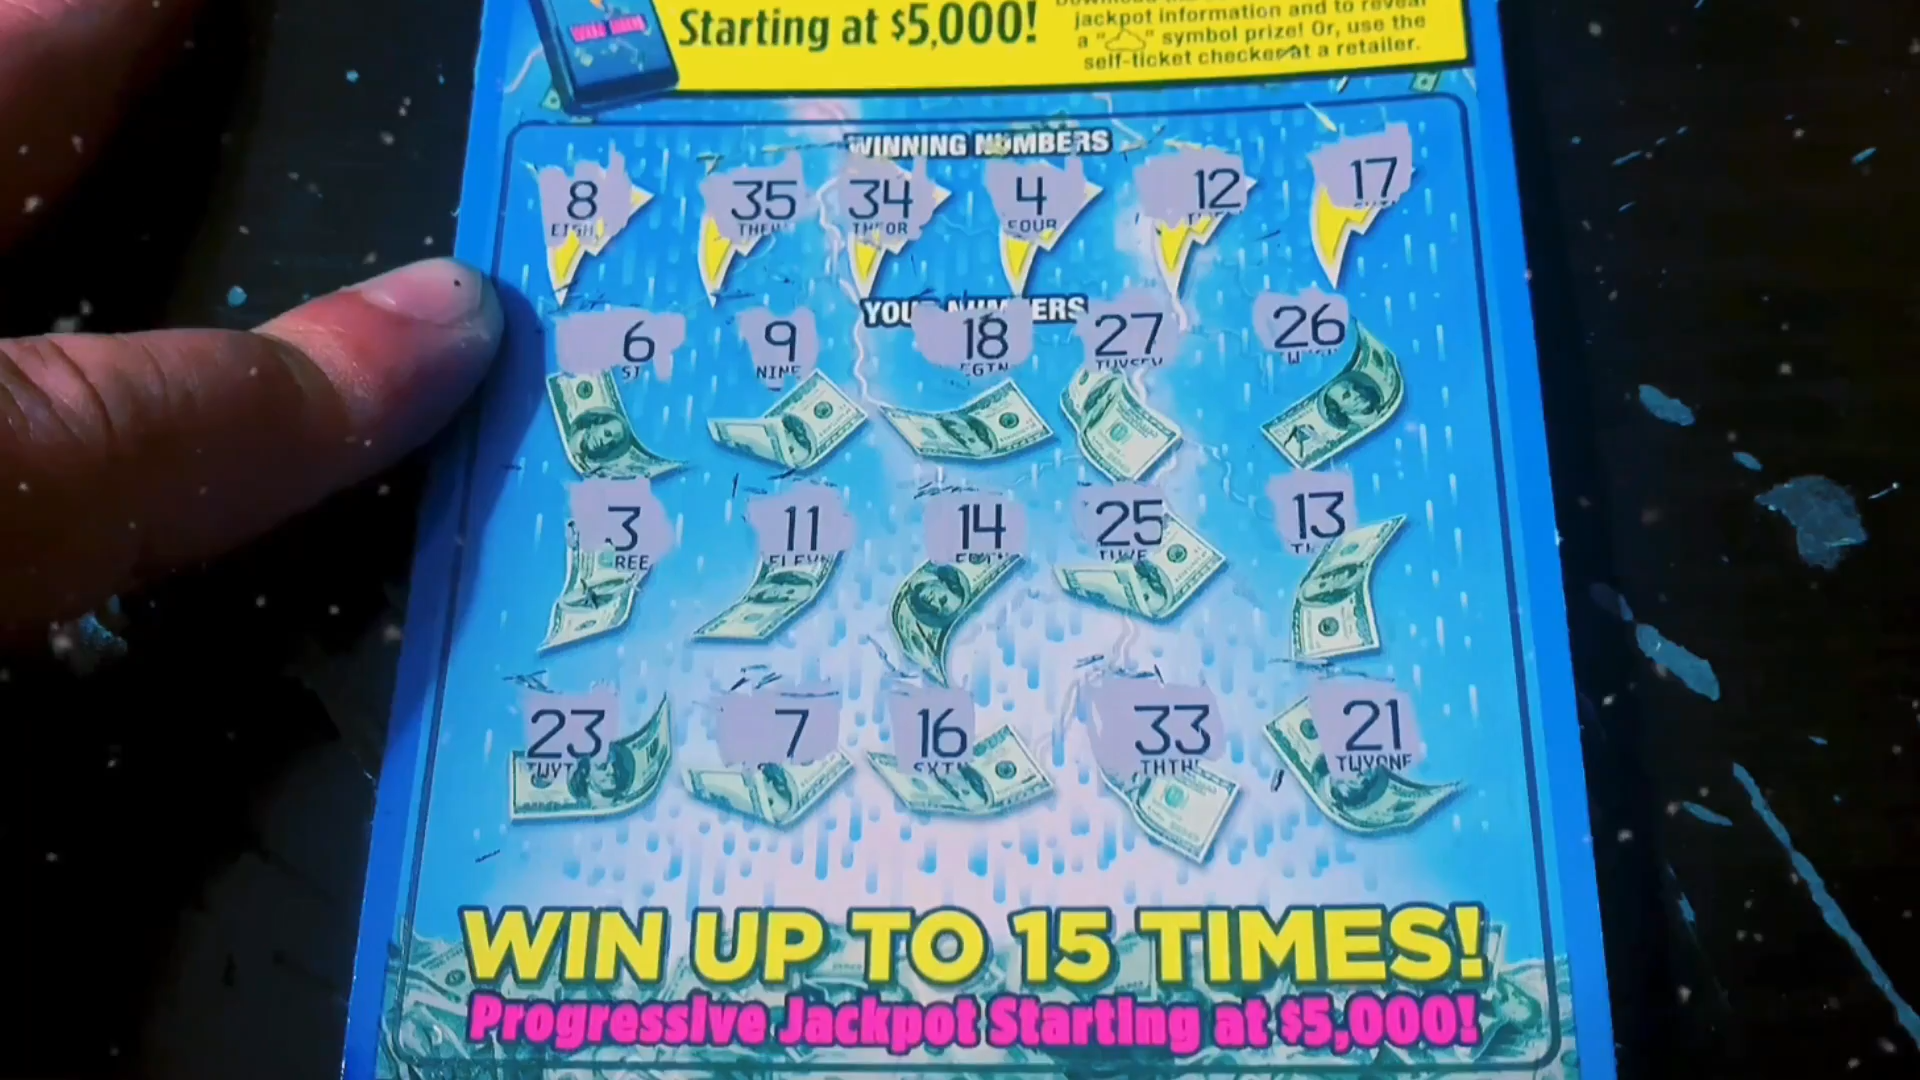 Starting at $5,000!
jackpot information and to reveal
a " " symbol prize! Or, use the
self-ticket checker at a retailer.
WINNING NUMBERS
8 35 34 4 12 17
FOUR
YOUR NUMBERS
6 9 18 27 26
NINE
3 11 14 25 13
23 7 16 33 21
TWYONE
WIN UP TO 15 TIMES!
Progressive Jackpot Starting at $5,000!